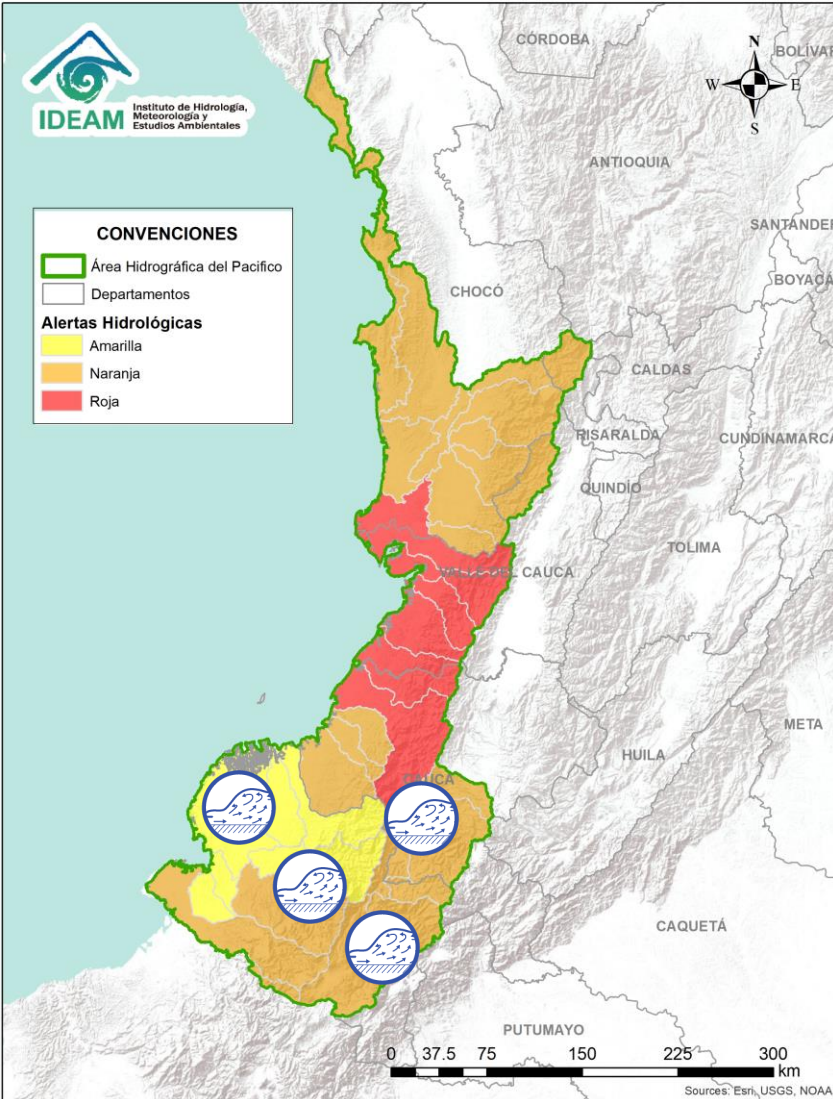 IDEAM
Instituto de Hidrología,
Meteorología y
Estudios Ambientales
N
W
E
S
CÓRDOBA
BOLÍVAR
ANTIOQUIA
SANTANDER
BOYACÁ
CHOCÓ
CONVENCIONES
Área Hidrográfica del Pacifico
Departamentos
Alertas Hidrológicas
Amarilla
Naranja
Roja
CALDAS
RISARALDA
CUNDINAMARCA
QUINDÍO
TOLIMA
VALLE DEL CAUCA
META
HUILA
CAUCA
CAQUETÁ
PUTUMAYO
0 37.5 75 150 225 300
km
Sources: Esri, USGS, NOAA